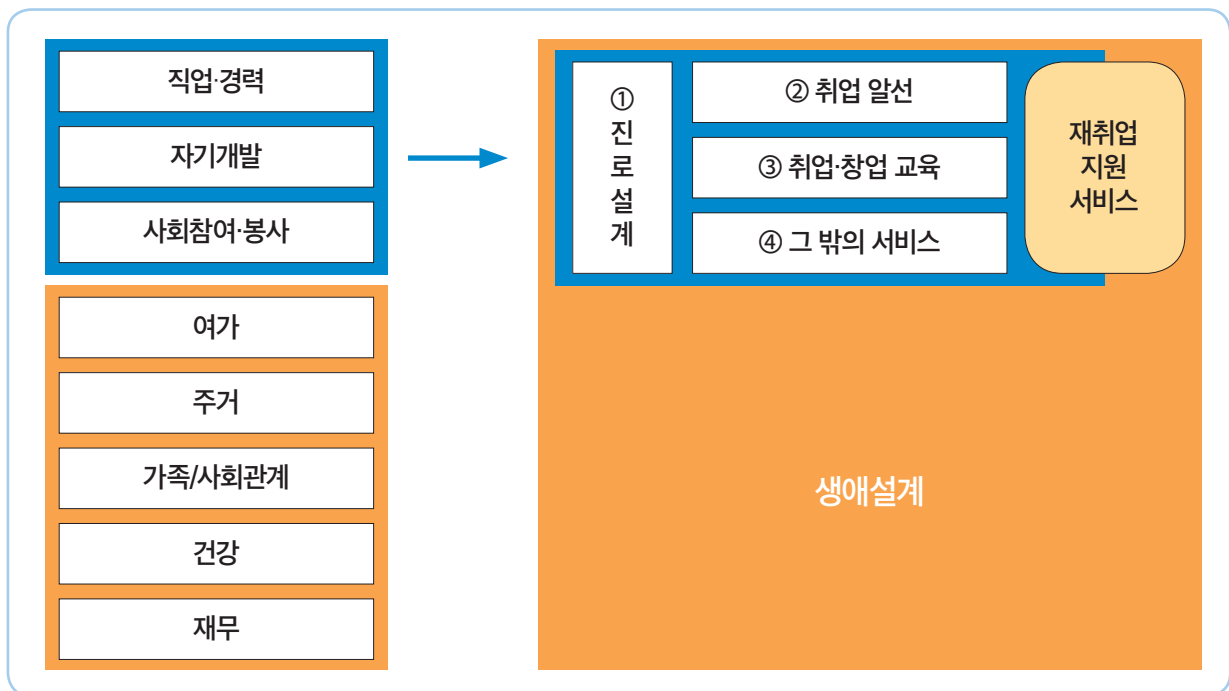 직업·경력
자기개발
사회참여·봉사
여가
주거
가족/사회관계
건강
재무
①
진
로
설
계
② 취업 알선
③ 취업·창업 교육
④ 그 밖의 서비스
재취업
지원
서비스
생애설계